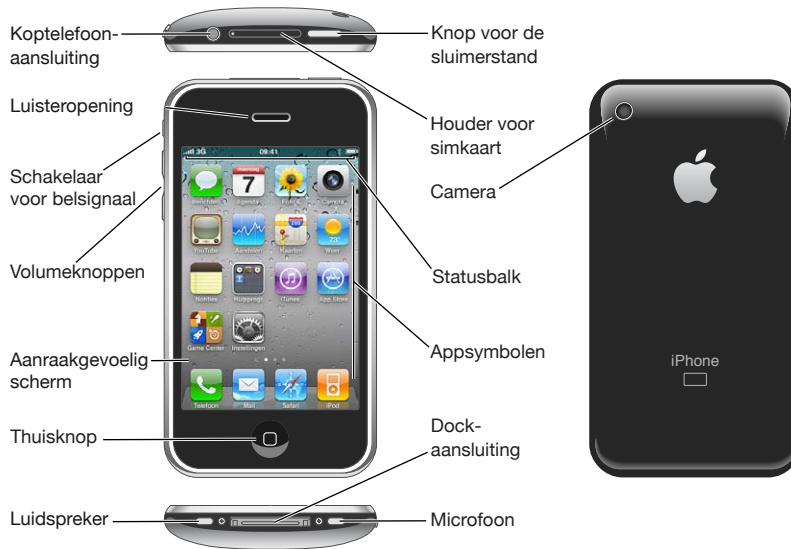 Koptelefoon-
aansluiting
Knop voor de
sluimerstand
Luisteropening
Houder voor
simkaart
Schakelaar
voor belsignaal
Camera
Volumeknoppen
Statusbalk
Aanraakgevoelig
scherm
Appsymbolen
Thuisknop
Dock-
aansluiting
Luidspreker
Microfoon
3G 09:41
7
Berichten Agenda Foto's Camera
73°
YouTube Aandelen Kaarten Weer
Notities Hulpprogr. iTunes App Store
Game Center Instellingen
Telefoon Mail Safari iPod
iPhone